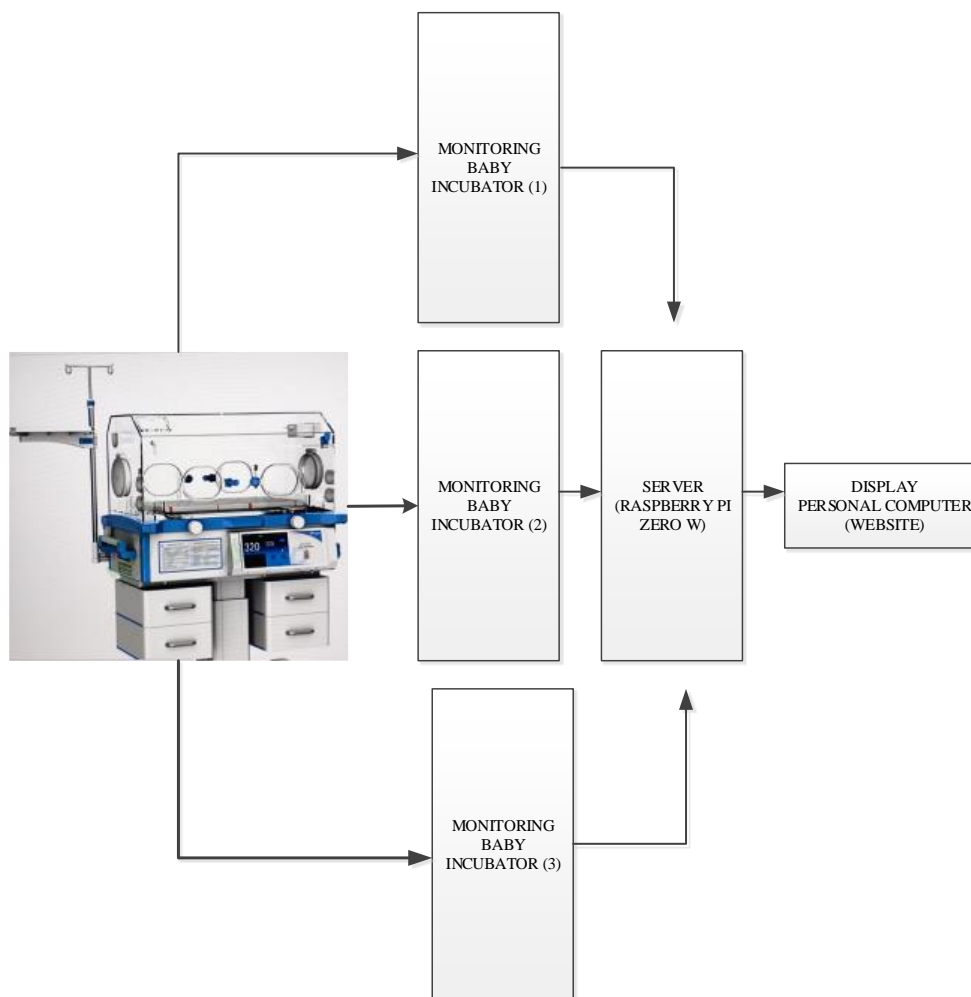 MONITORING
BABY
INCUBATOR (1)
320
MONITORING
BABY
INCUBATOR (2)
SERVER
(RASPBERRY PI
ZERO W)
DISPLAY
PERSONAL COMPUTER
(WEBSITE)
MONITORING
BABY
INCUBATOR (3)